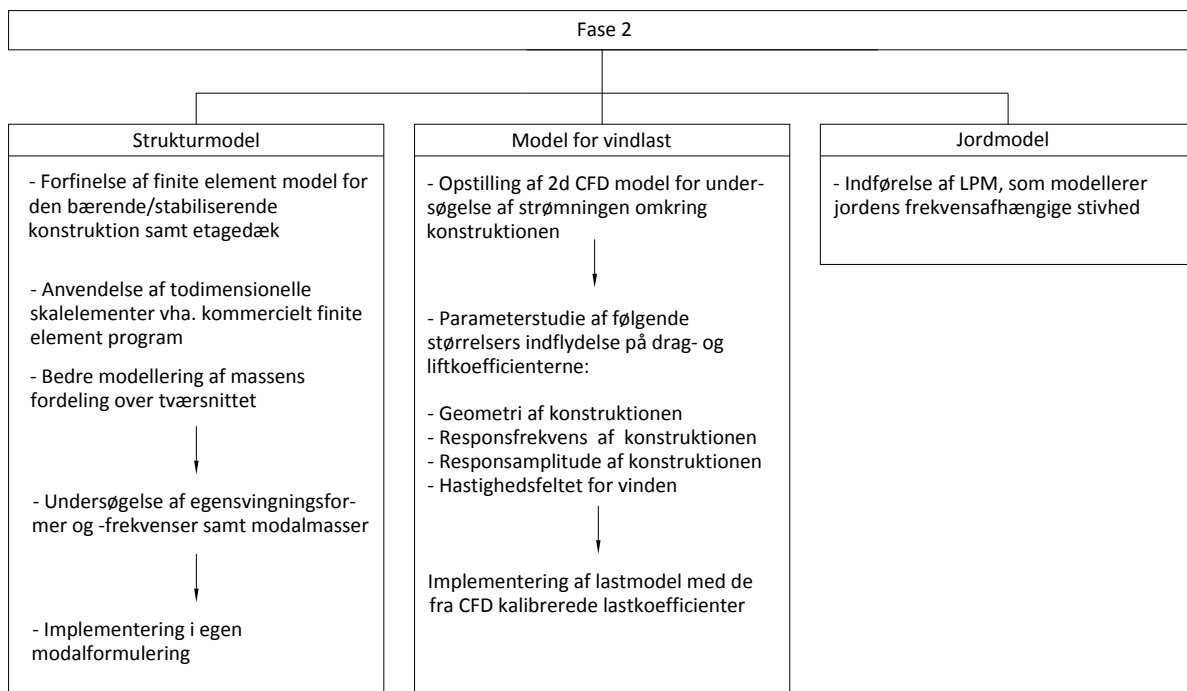 Fase 2
Strukturmodel
- Forfinelse af finite element model for
den bærende/stabiliserende
konstruktion samt etagedæk
- Anvendelse af todimensionelle
skalelementer vha. kommercielt finite
element program
- Bedre modellering af massens
fordeling over tværsnittet
- Undersøgelse af egensvingningsfor-
mer og -frekvenser samt modalmasser
- Implementering i egen
modalformulering
Model for vindlast
- Opstilling af 2d CFD model for under-
søgelse af strømningen omkring
konstruktionen
- Parameterstudie af følgende
størrelsers indflydelse på drag- og
liftkoefficienterne:
- Geometri af konstruktionen
- Responsfrekvens af konstruktionen
- Responsamplitude af konstruktionen
- Hastighedsfeltet for vinden
Implementering af lastmodel med de
fra CFD kalibrerede lastkoefficienter
Jordmodel
- Indførelse af LPM, som modellerer
jordens frekvensafhængige stivhed